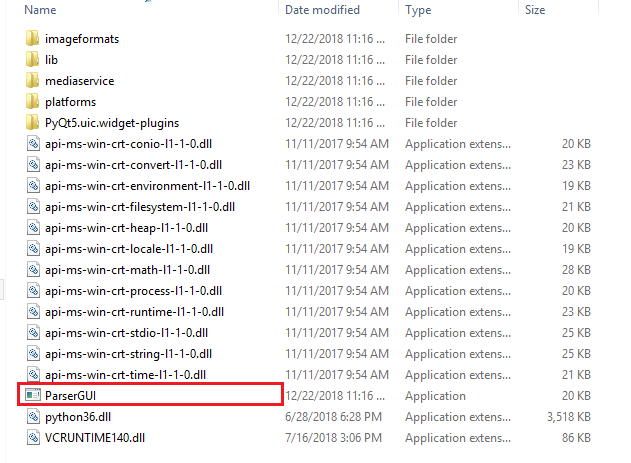 Name Date modified Type Size
imageformats 12/22/2018 11:16 ... File folder
lib 12/22/2018 11:16 ... File folder
mediaservice 12/22/2018 11:16 ... File folder
platforms 12/22/2018 11:16 ... File folder
PyQt5.uic.widget-plugins 12/22/2018 11:16 ... File folder
api-ms-win-crt-conio-l1-1-0.dll 11/11/2017 9:54 AM Application extens... 20 KB
api-ms-win-crt-convert-l1-1-0.dll 11/11/2017 9:54 AM Application extens... 23 KB
api-ms-win-crt-environment-l1-1-0.dll 11/11/2017 9:54 AM Application extens... 19 KB
api-ms-win-crt-filesystem-l1-1-0.dll 11/11/2017 9:54 AM Application extens... 21 KB
api-ms-win-crt-heap-l1-1-0.dll 11/11/2017 9:54 AM Application extens... 20 KB
api-ms-win-crt-locale-l1-1-0.dll 11/11/2017 9:54 AM Application extens... 19 KB
api-ms-win-crt-math-l1-1-0.dll 11/11/2017 9:54 AM Application extens... 28 KB
api-ms-win-crt-process-l1-1-0.dll 11/11/2017 9:54 AM Application extens... 20 KB
api-ms-win-crt-runtime-l1-1-0.dll 11/11/2017 9:54 AM Application extens... 23 KB
api-ms-win-crt-stdio-l1-1-0.dll 11/11/2017 9:54 AM Application extens... 25 KB
api-ms-win-crt-string-l1-1-0.dll 11/11/2017 9:54 AM Application extens... 25 KB
api-ms-win-crt-time-l1-1-0.dll 11/11/2017 9:54 AM Application extens... 21 KB
ParserGUI 12/22/2018 11:16 ... Application 20 KB
python36.dll 6/28/2018 6:28 PM Application extens... 3,518 KB
VCRUNTIME140.dll 7/16/2018 3:06 PM Application extens... 86 KB